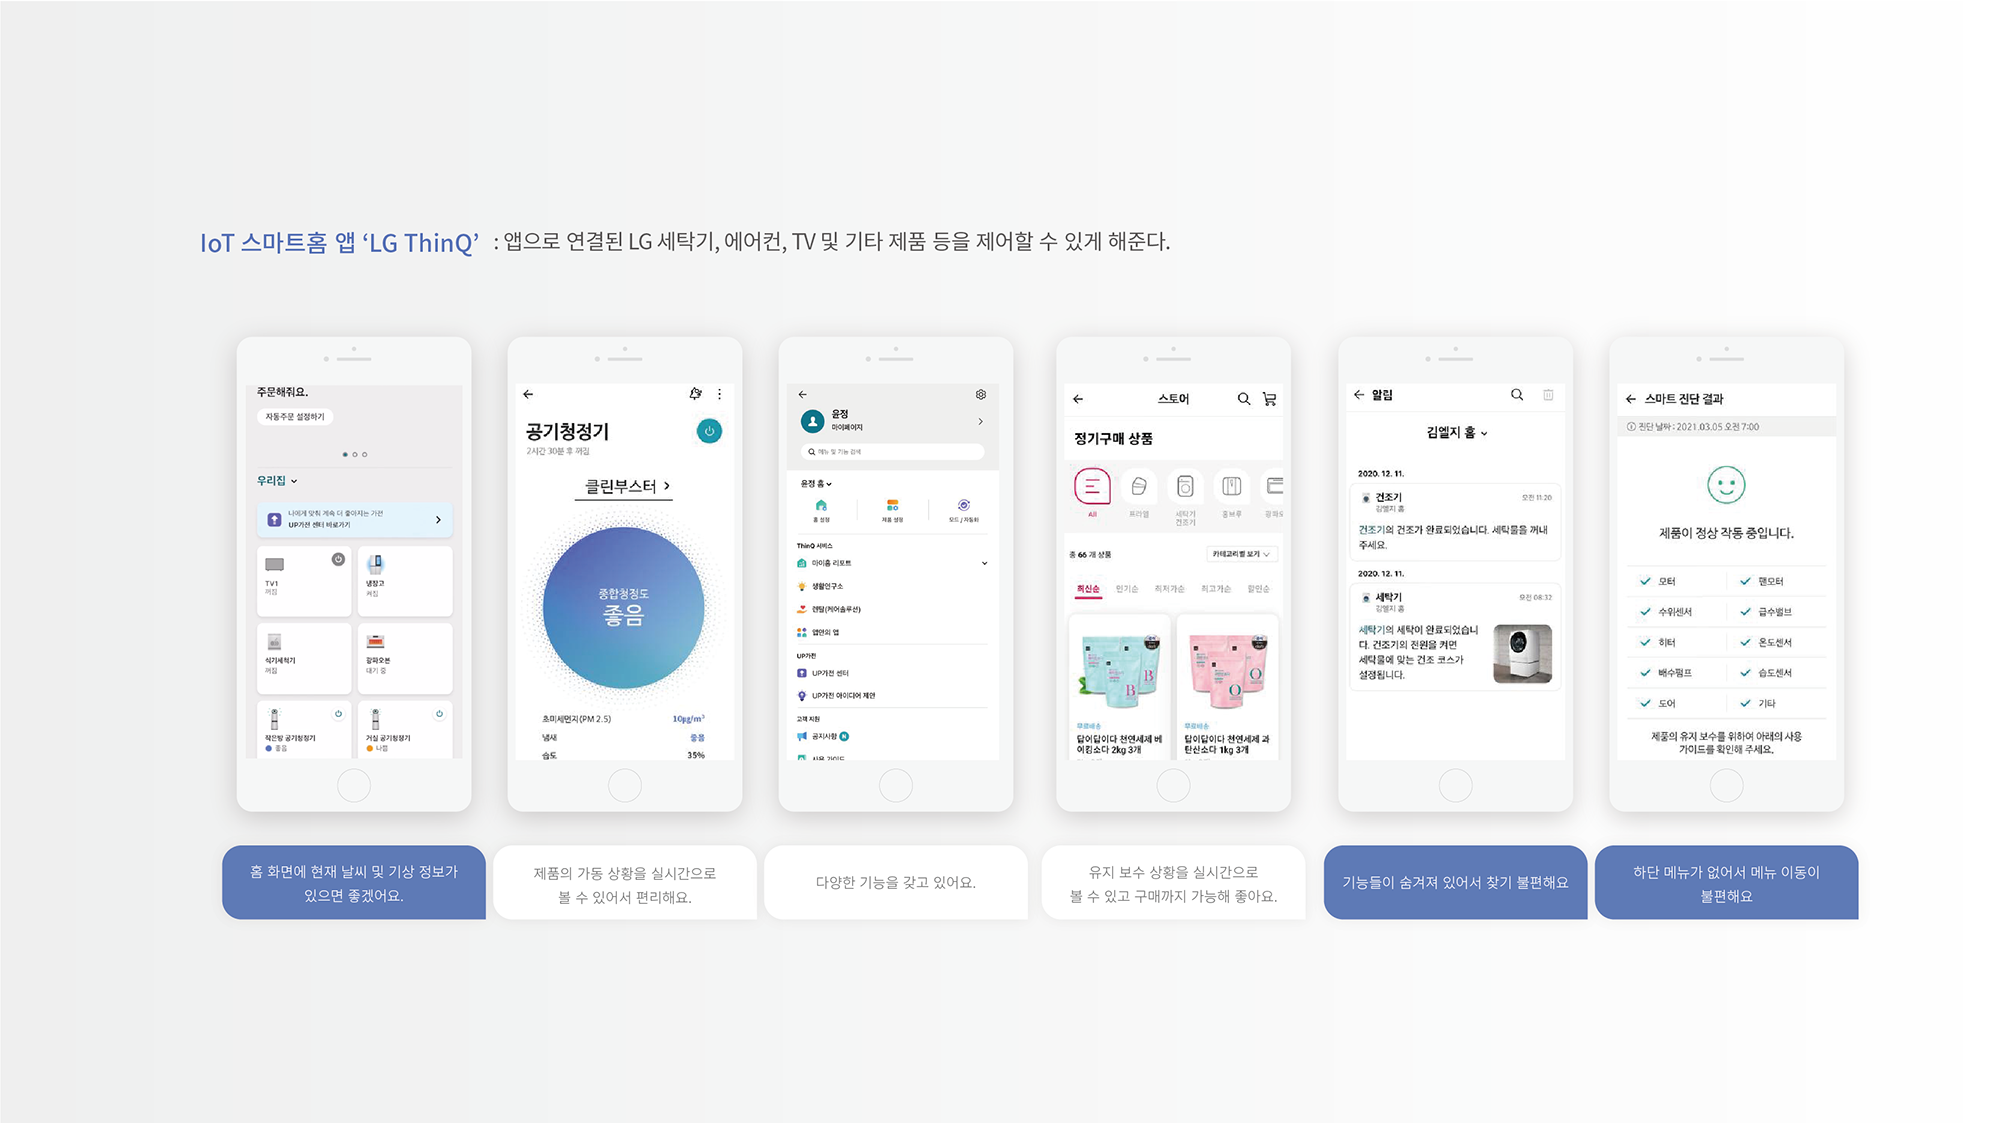 IoT 스마트홈 앱 ‘LG ThinQ’ : 앱으로 연결된 LG 세탁기, 에어컨, TV 및 기타 제품 등을 제어할 수 있게 해준다.
주문해줘요.
자동주문 설정하기
우리집
나에게 맞춰 계속 더 좋아지는 가전
UP가전 센터 바로가기
TV1
꺼짐
냉장고
켜짐
식기세척기
꺼짐
광파오븐
대기 중
작은방 공기청정기
좋음
거실 공기청정기
나쁨
공기청정기
2시간 30분 후 꺼짐
클린부스터
종합청정도
좋음
초미세먼지(PM 2.5) 10µg/m³
냄새 좋음
습도 35%
윤정
마이페이지
메뉴 및 기능 검색
윤정 홈
홈 설정
제품 설정
모드 / 자동화
ThinQ 서비스
마이홈 리포트
생활연구소
렌탈(케어솔루션)
앱안의 앱
UP가전
UP가전 센터
UP가전 아이디어 제안
고객 지원
공지사항 N
사용 가이드
스토어
정기구매 상품
All
프라엘
세탁기
건조기
홈브루
광파오
총 66 개 상품
카테고리별 보기
최신순 인기순 최저가순 최고가순 할인순
B
O
무료배송
답이답이다 천연세제 베
이킹소다 2kg 3개
무료배송
답이답이다 천연세제 과
탄산소다 1kg 3개
알림
김엘지 홈
2020. 12. 11.
건조기 오전 11:20
김엘지 홈
건조기의 건조가 완료되었습니다. 세탁물을 꺼내
주세요.
2020. 12. 11.
세탁기 오전 08:32
김엘지 홈
세탁기의 세탁이 완료되었습니
다. 건조기의 전원을 켜면
세탁물에 맞는 건조 코스가
설정됩니다.
스마트 진단 결과
진단 날짜 : 2021.03.05 오전 7:00
제품이 정상 작동 중입니다.
모터 맨모터
수위센서 급수밸브
히터 온도센서
배수펌프 습도센서
도어 기타
제품의 유지 보수를 위하여 아래의 사용
가이드를 확인해 주세요.
홈 화면에 현재 날씨 및 기상 정보가
있으면 좋겠어요.
제품의 가동 상황을 실시간으로
볼 수 있어서 편리해요.
다양한 기능을 갖고 있어요.
유지 보수 상황을 실시간으로
볼 수 있고 구매까지 가능해 좋아요.
기능들이 숨겨져 있어서 찾기 불편해요
하단 메뉴가 없어서 메뉴 이동이
불편해요